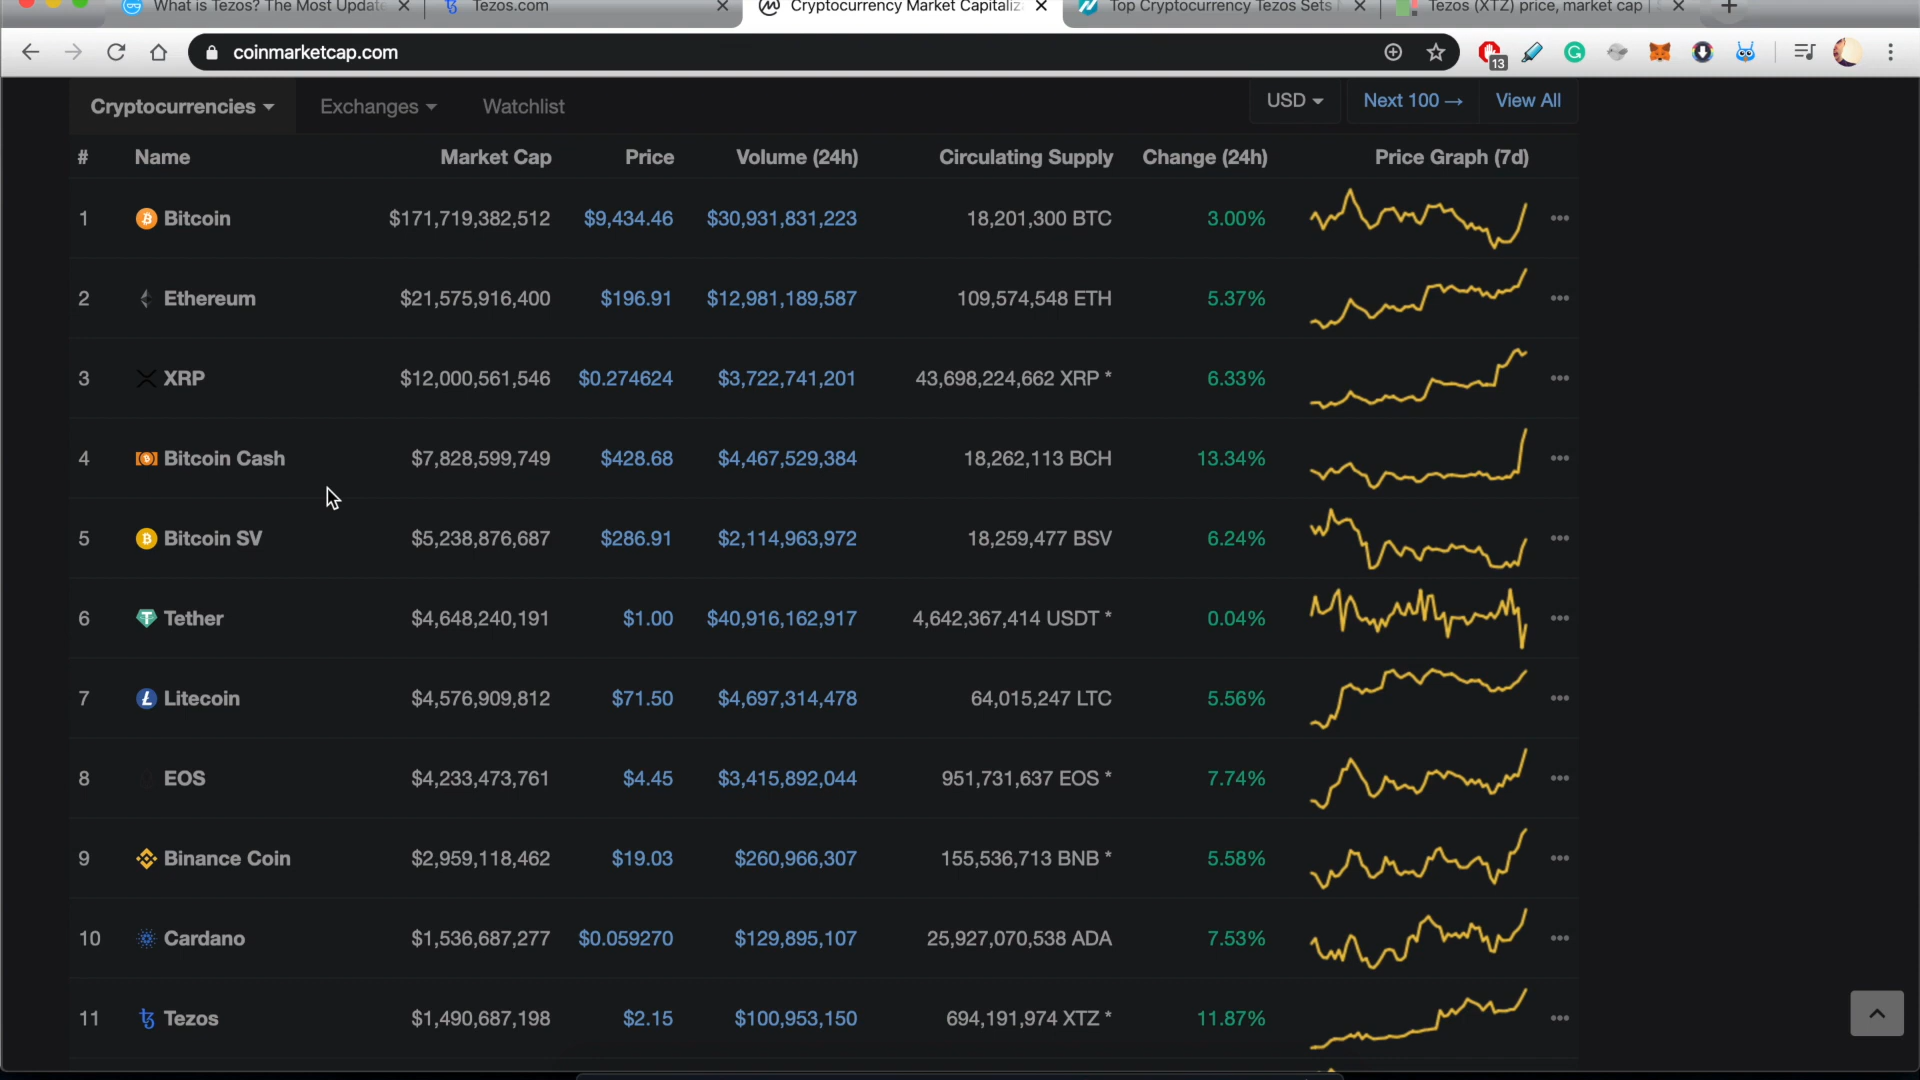 What is Tezos? The Most Update
Tezos.com
Cryptocurrency Market Capitaliz
Top Cryptocurrency Tezos Sets
Tezos (XTZ) price, market cap |
coinmarketcap.com
13
Cryptocurrencies Exchanges Watchlist USD Next 100 → View All
# Name Market Cap Price Volume (24h) Circulating Supply Change (24h) Price Graph (7d)
1 Bitcoin $171,719,382,512 $9,434.46 $30,931,831,223 18,201,300 BTC 3.00%
2 Ethereum $21,575,916,400 $196.91 $12,981,189,587 109,574,548 ETH 5.37%
3 XRP $12,000,561,546 $0.274624 $3,722,741,201 43,698,224,662 XRP * 6.33%
4 Bitcoin Cash $7,828,599,749 $428.68 $4,467,529,384 18,262,113 BCH 13.34%
5 Bitcoin SV $5,238,876,687 $286.91 $2,114,963,972 18,259,477 BSV 6.24%
6 Tether $4,648,240,191 $1.00 $40,916,162,917 4,642,367,414 USDT * 0.04%
7 Litecoin $4,576,909,812 $71.50 $4,697,314,478 64,015,247 LTC 5.56%
8 EOS $4,233,473,761 $4.45 $3,415,892,044 951,731,637 EOS * 7.74%
9 Binance Coin $2,959,118,462 $19.03 $260,966,307 155,536,713 BNB * 5.58%
10 Cardano $1,536,687,277 $0.059270 $129,895,107 25,927,070,538 ADA 7.53%
11 Tezos $1,490,687,198 $2.15 $100,953,150 694,191,974 XTZ * 11.87%